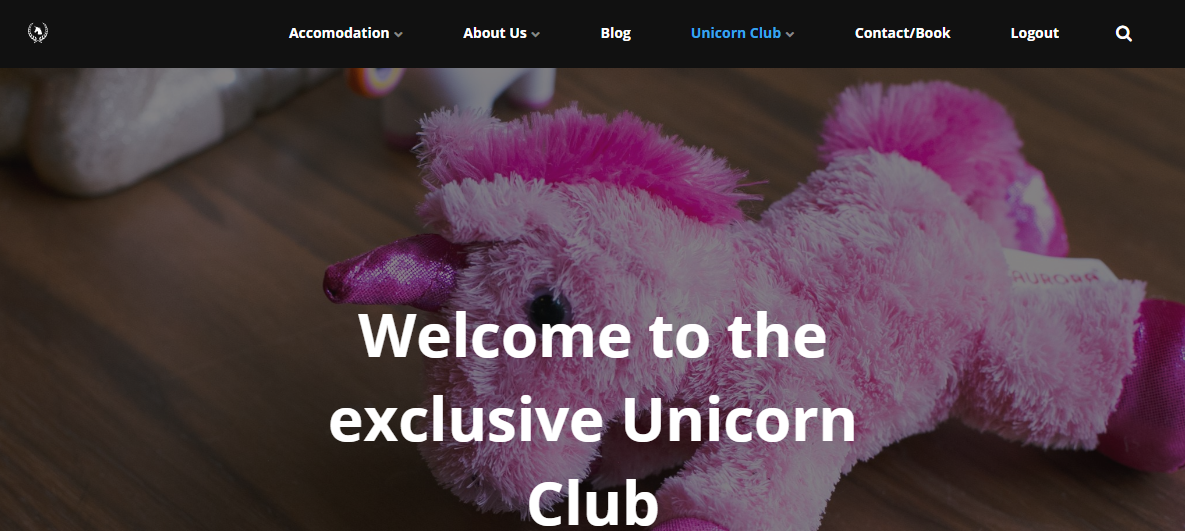 Accomodation About Us Blog Unicorn Club Contact/Book Logout
AURORA
Welcome to the
exclusive Unicorn
Club